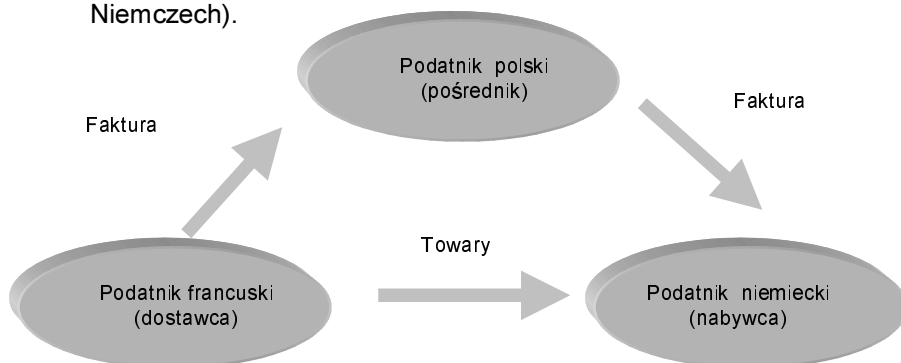 Niemczech).
Podatnik polski
(pośrednik)
Faktura
Faktura
Towary
Podatnik francuski
(dostawca)
Podatnik niemiecki
(nabywca)